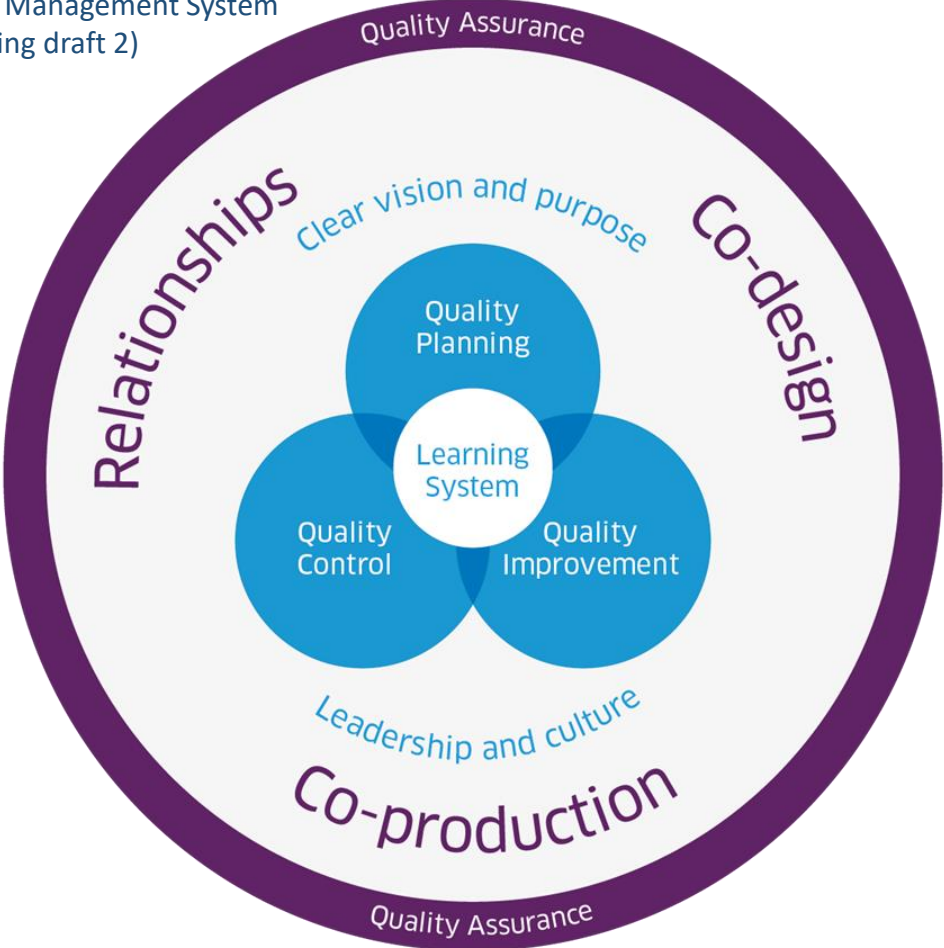 Management System
ing draft 2)
Quality Assurance
Clear vision and purpose
Relationships
Co-design
Quality
Planning
Learning
System
Quality
Control
Quality
Improvement
Leadership and culture
Co-production
Quality Assurance